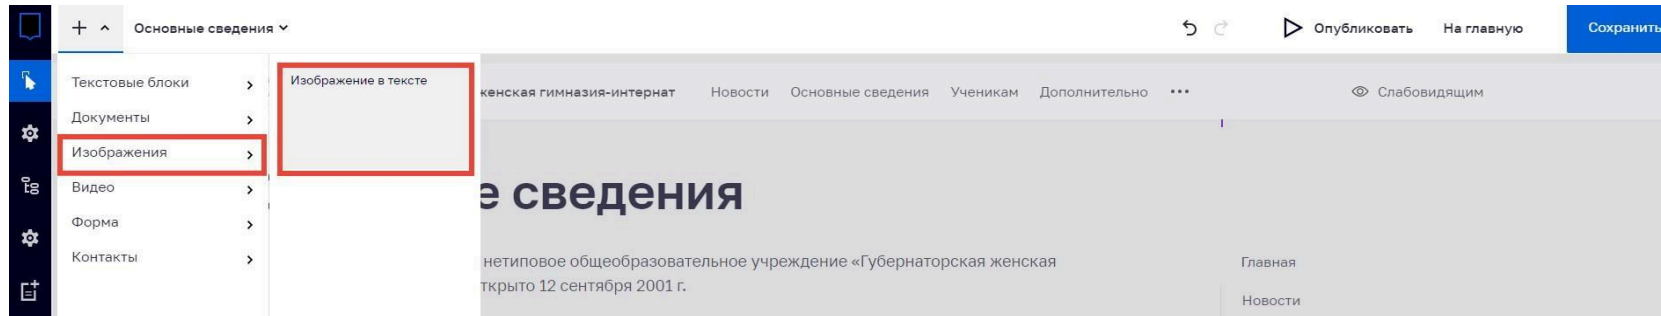 Основные сведения
Опубликовать
На главную
Сохранить
Текстовые блоки
Документы
Изображения
Видео
Форма
Контакты
Изображение в тексте
женская гимназия-интернат
Новости
Основные сведения
Ученикам
Дополнительно
Слабовидящим
е сведения
нетиповое общеобразовательное учреждение «Губернаторская женская
ткрыто 12 сентября 2001 г.
Главная
Новости